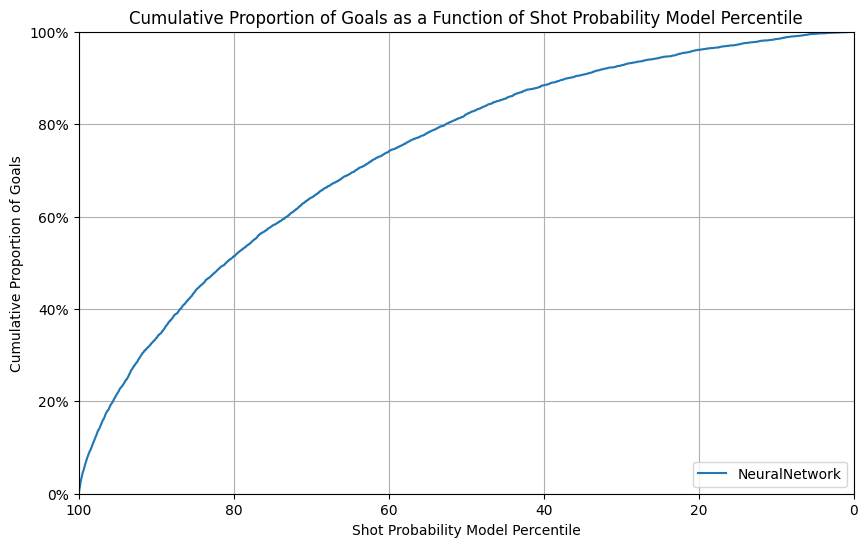 Cumulative Proportion of Goals as a Function of Shot Probability Model Percentile
100%
80%
60%
40%
20%
0%
Cumulative Proportion of Goals
NeuralNetwork
100 80 60 40 20 0
Shot Probability Model Percentile